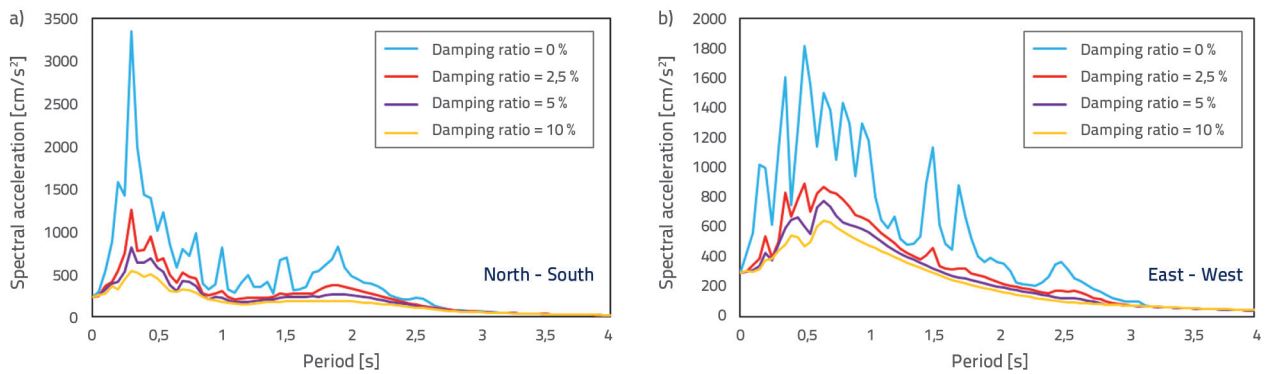 a)
Spectral acceleration [cm/s²]
3500
3000
2500
2000
1500
1000
500
0
Damping ratio = 0 %
Damping ratio = 2,5 %
Damping ratio = 5 %
Damping ratio = 10 %
North - South
0 0,5 1 1,5 2 2,5 3 3,5 4
Period [s]
b)
Spectral acceleration [cm/s²]
2000
1800
1600
1400
1200
1000
800
600
400
200
0
Damping ratio = 0 %
Damping ratio = 2,5 %
Damping ratio = 5 %
Damping ratio = 10 %
East - West
0 0,5 1 1,5 2 2,5 3 3,5 4
Period [s]